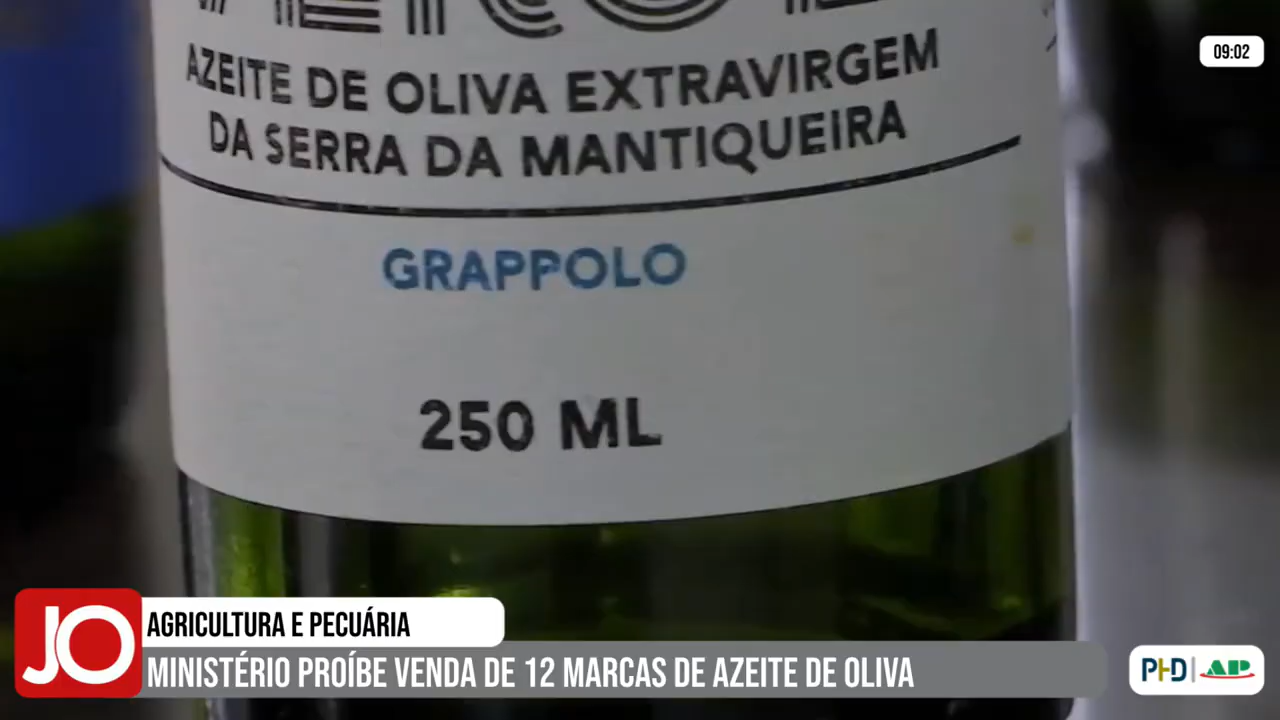 09:02
AZEITE DE OLIVA EXTRAVIRGEM
DA SERRA DA MANTIQUEIRA
GRAPPOLO
250 ML
JO
AGRICULTURA E PECUÁRIA
MINISTÉRIO PROÍBE VENDA DE 12 MARCAS DE AZEITE DE OLIVA
PHD | AP